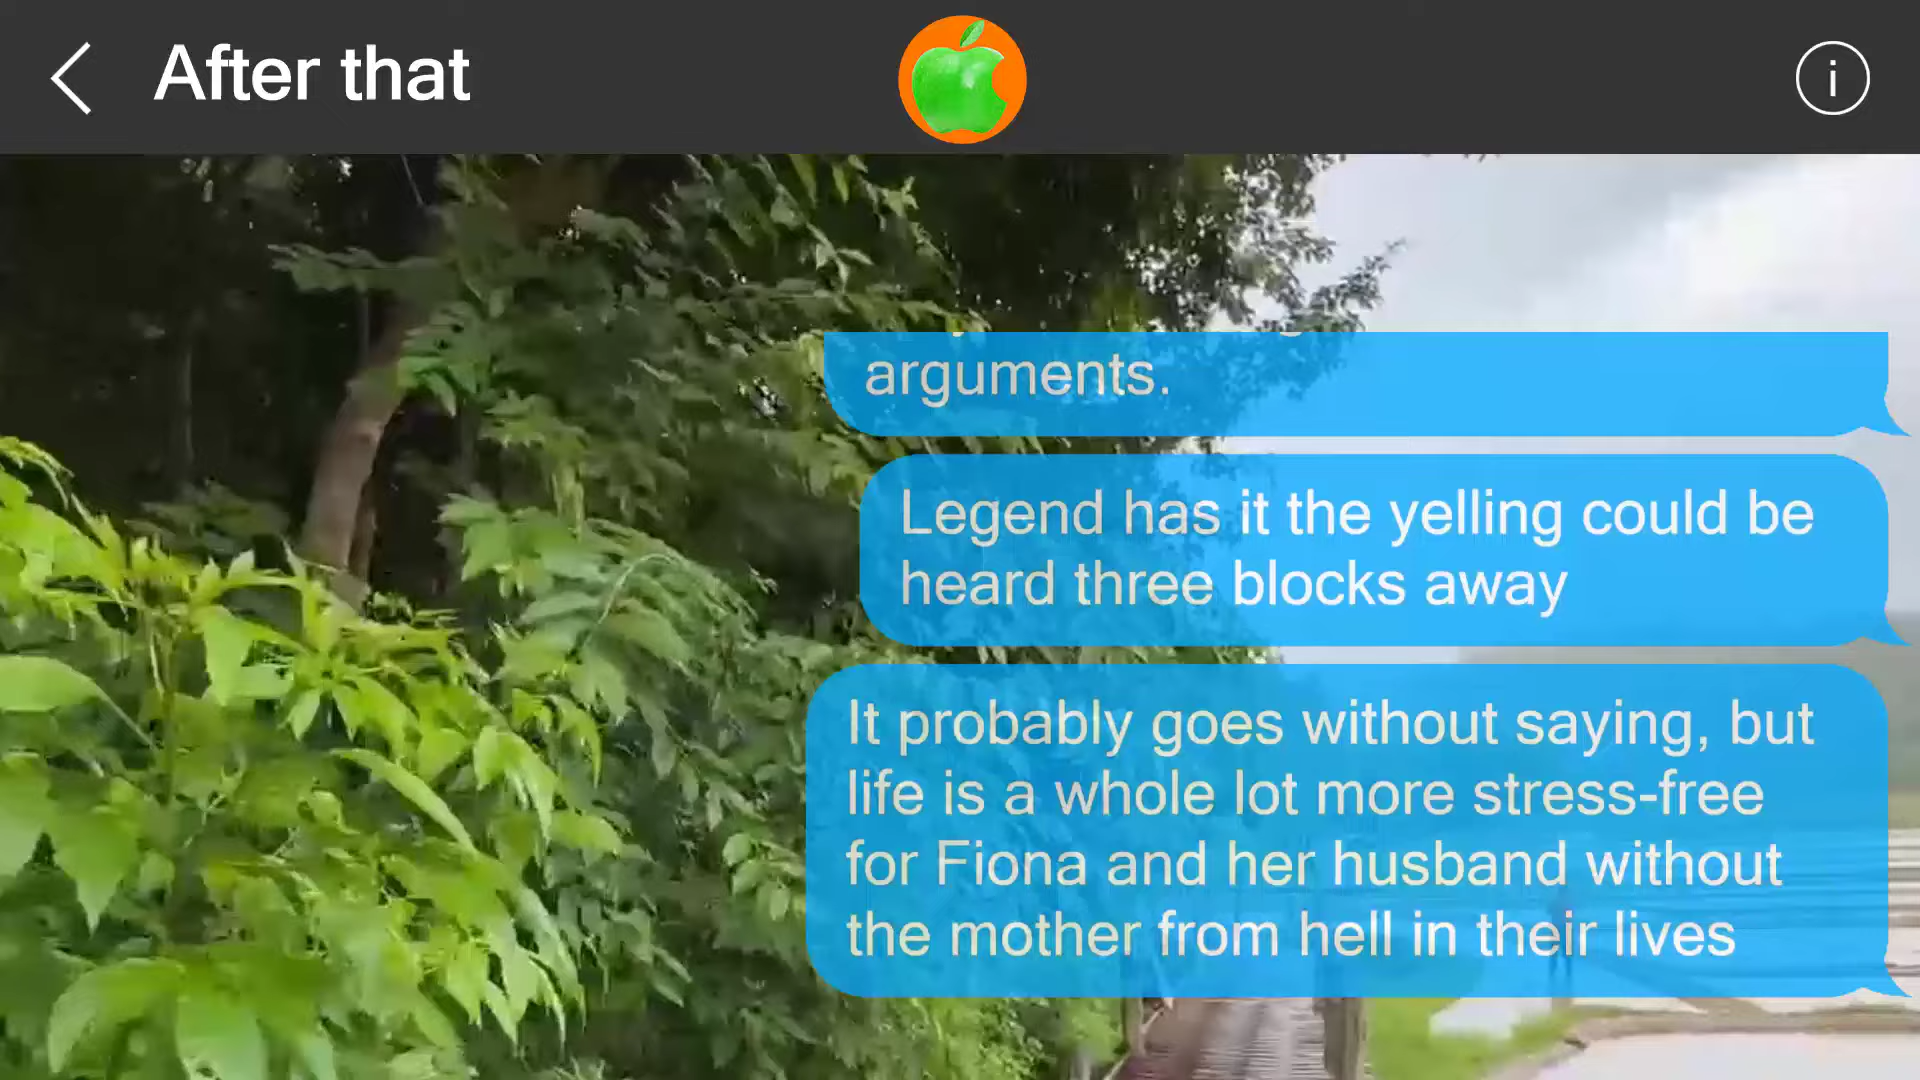 After that
arguments.
Legend has it the yelling could be
heard three blocks away
It probably goes without saying, but
life is a whole lot more stress-free
for Fiona and her husband without
the mother from hell in their lives